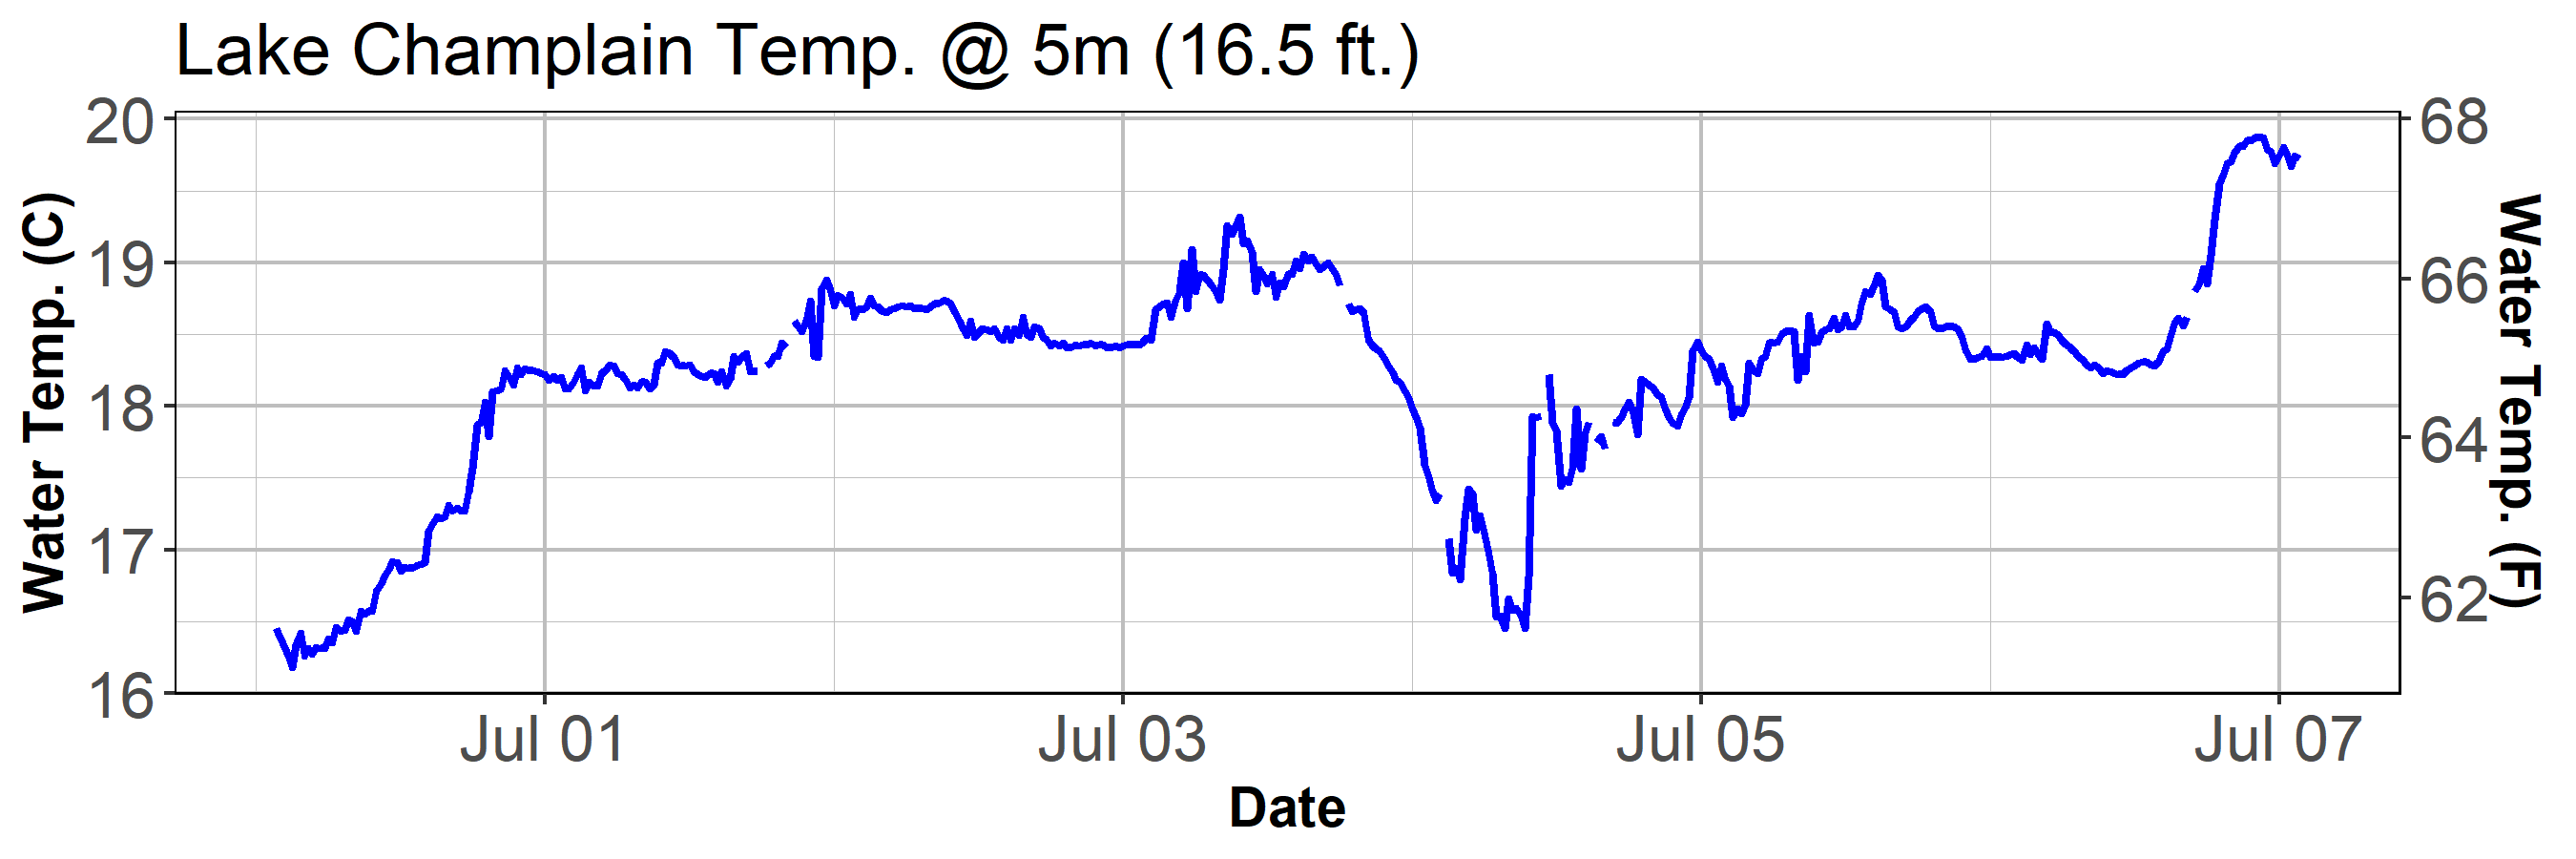 Lake Champlain Temp. @ 5m (16.5 ft.)
Water Temp. (C)
20
19
18
17
16
68
66
64
62
Water Temp. (F)
Jul 01 Jul 03 Jul 05 Jul 07
Date